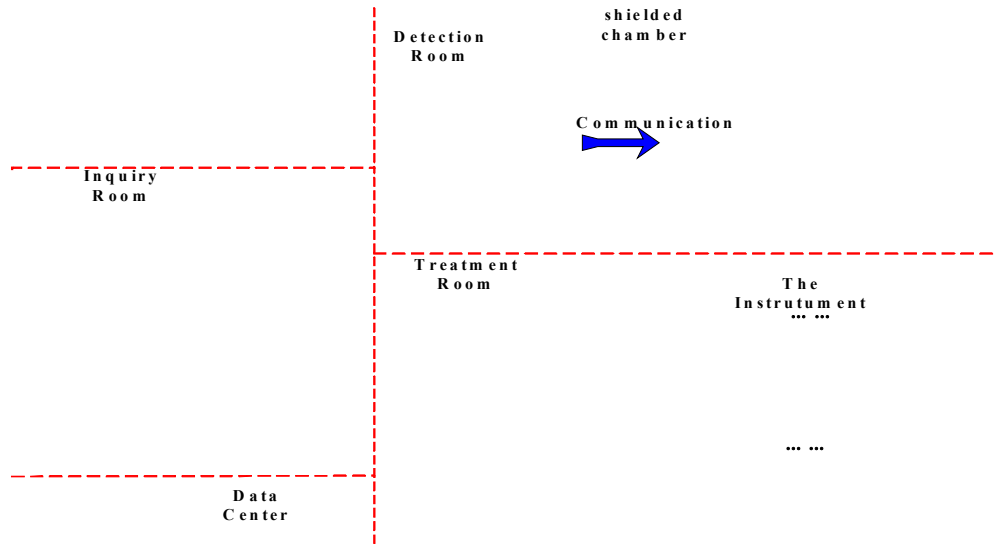 shielded
chamber
Detection
Room
Communication
Inquiry
Room
Treatment
Room
The
Instrutument
... ...
... ...
Data
Center